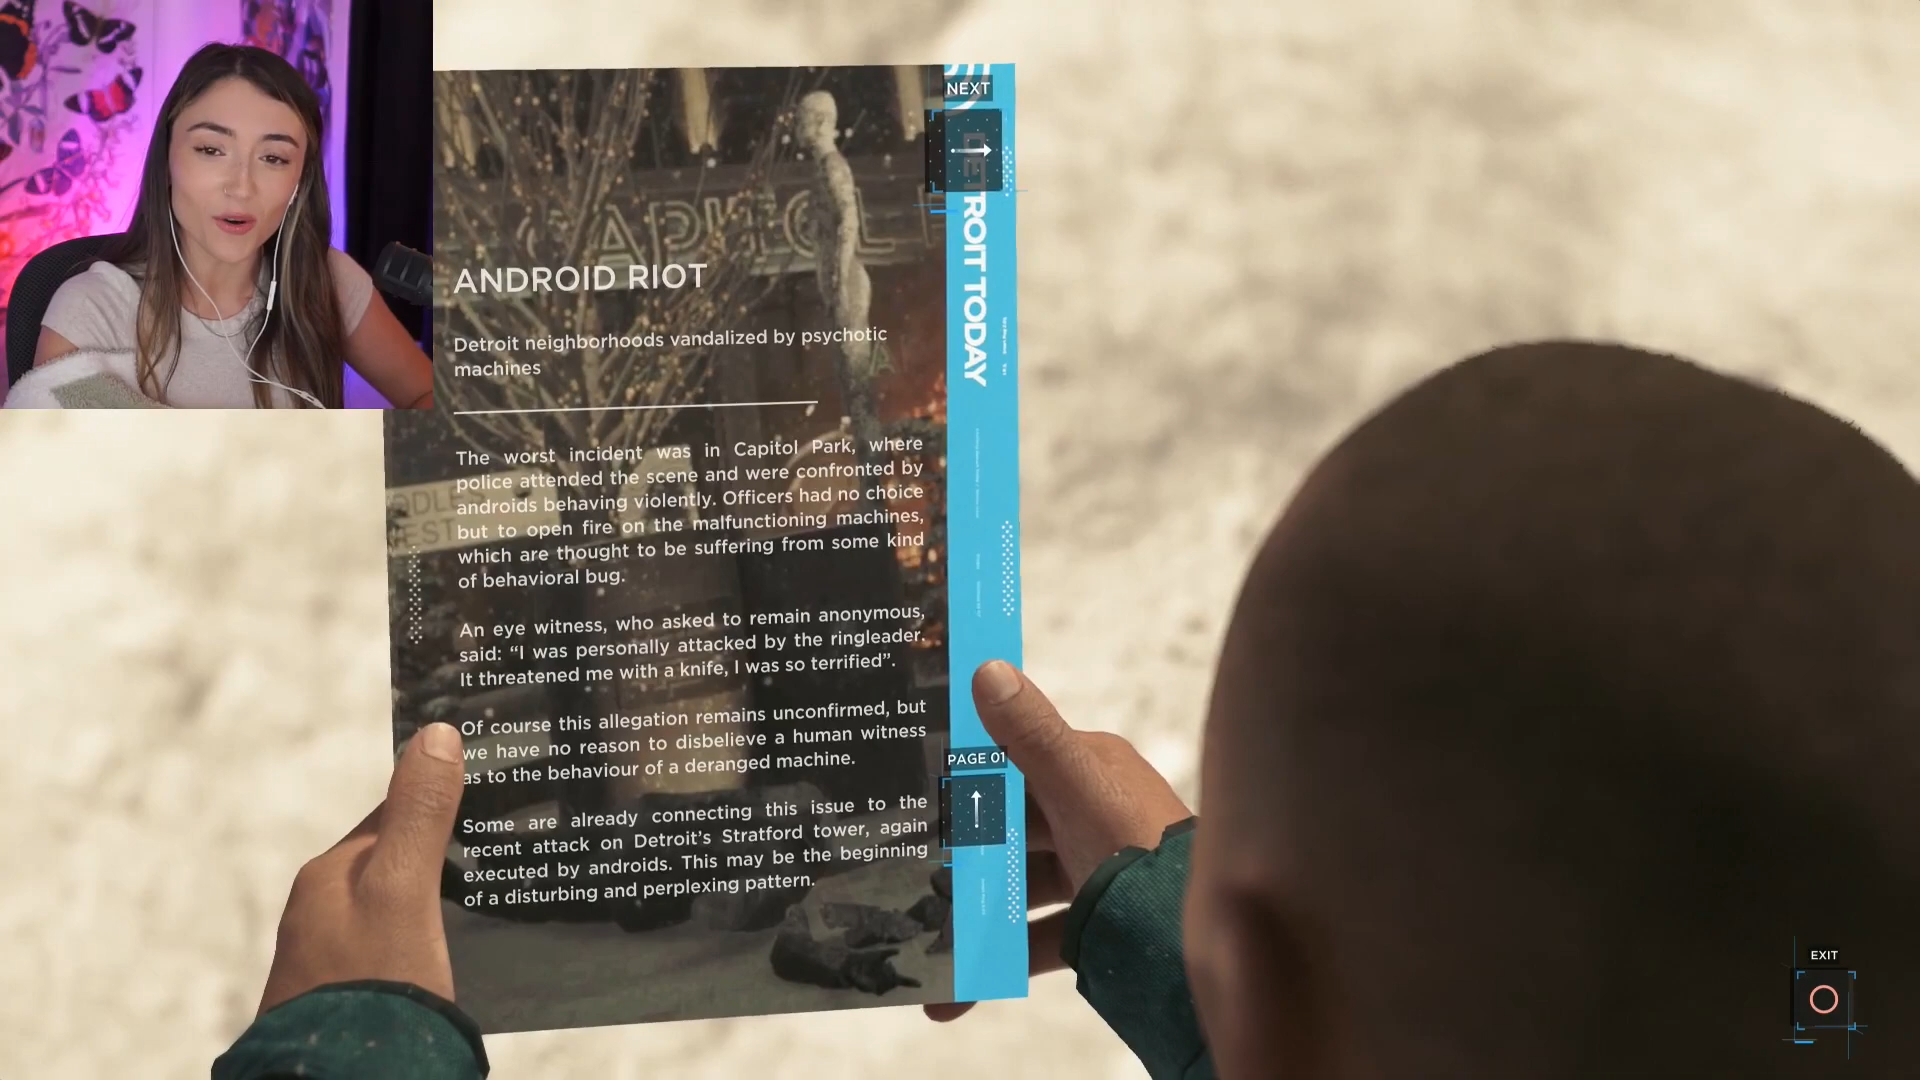 NEXT
DETROIT TODAY
CAPITOL
ANDROID RIOT
Detroit neighborhoods vandalized by psychotic
machines
The worst incident was in Capitol Park, where
police attended the scene and were confronted by
androids behaving violently. Officers had no choice
but to open fire on the malfunctioning machines,
which are thought to be suffering from some kind
of behavioral bug.
An eye witness, who asked to remain anonymous,
said: “I was personally attacked by the ringleader.
It threatened me with a knife, I was so terrified”.
Of course this allegation remains unconfirmed, but
we have no reason to disbelieve a human witness
as to the behaviour of a deranged machine.
Some are already connecting this issue to the
recent attack on Detroit’s Stratford tower, again
executed by androids. This may be the beginning
of a disturbing and perplexing pattern.
PAGE 01
EXIT